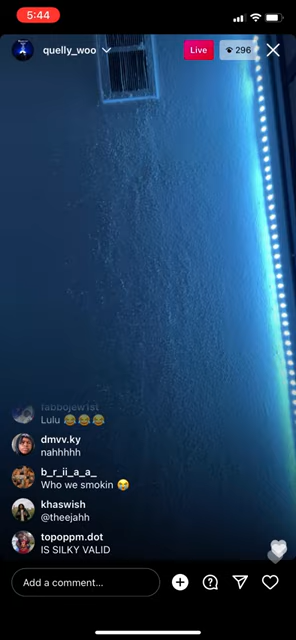 5:44
quelly_woo
Live
296
fabbojaw1st
Lulu 😂😂😂
dmvv.ky
nahhhhh
b_r_ii_a_a_
Who we smokin 😂
khaswish
@theejahh
topoppm.dot
IS SILKY VALID
Add a comment...